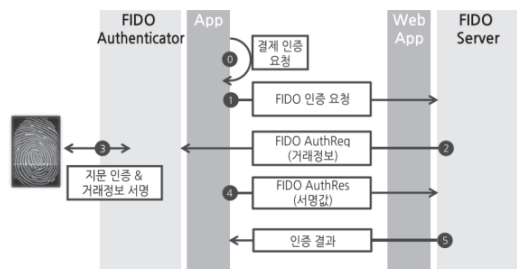 FIDO
Authenticator
App
Web
App
FIDO
Server
결제 인증
요청
0
1
FIDO 인증 요청
FIDO AuthReq
(거래정보)
2
3
지문 인증 &
거래정보 서명
4
FIDO AuthRes
(서명값)
인증 결과
5